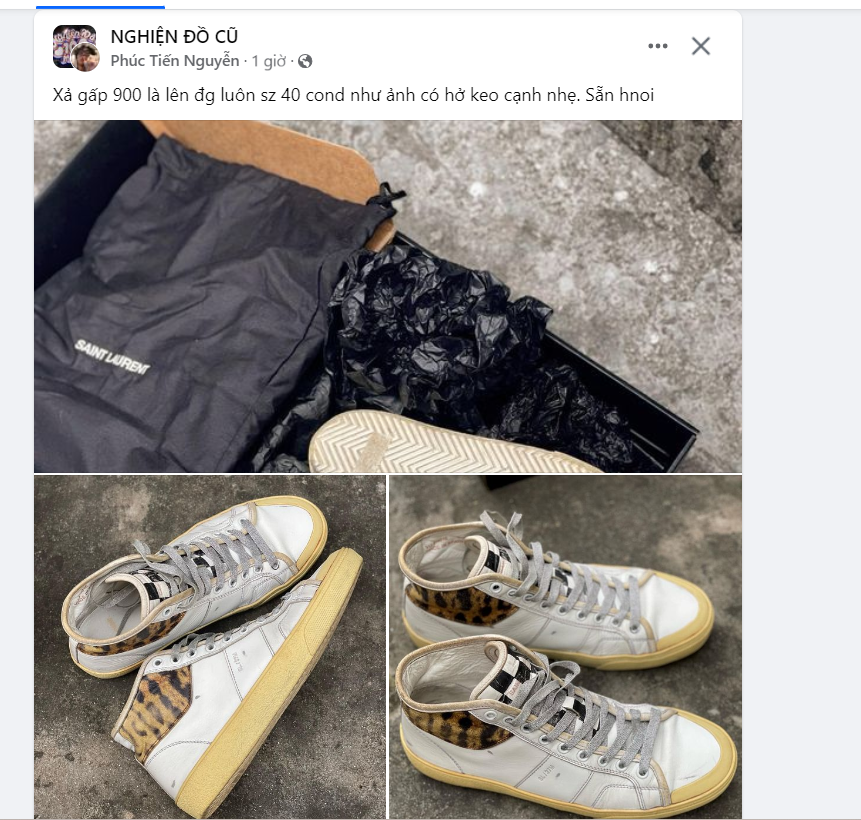 NGHIỆN ĐỒ CŨ
Phúc Tiến Nguyễn · 1 giờ ·
Xả gấp 900 là lên đg luôn sz 40 cond như ảnh có hở keo cạnh nhẹ. Sẵn hnoi
SAINT LAURENT